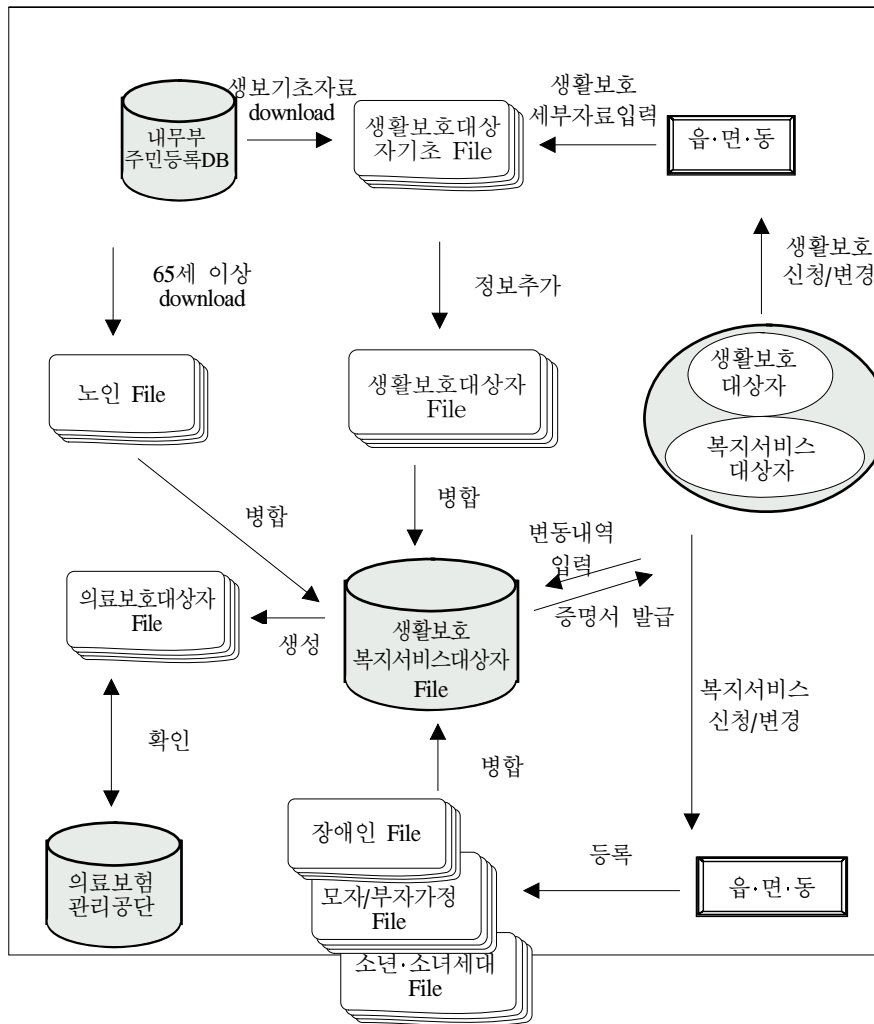 생보기초자료
download
생활보호
세부자료입력
내무부
주민등록DB
생활보호대상
자기초 File
읍·면·동
65세 이상
download
정보추가
생활보호
신청/변경
노인 File
생활보호대상자
File
생활보호
대상자
복지서비스
대상자
병합
병합
변동내역
입력
증명서 발급
의료보호대상자
File
생성
생활보호
복지서비스대상자
File
복지서비스
신청/변경
확인
병합
장애인 File
등록
의료보험
관리공단
모자/부자가정
File
읍·면·동
소년·소녀세대
File